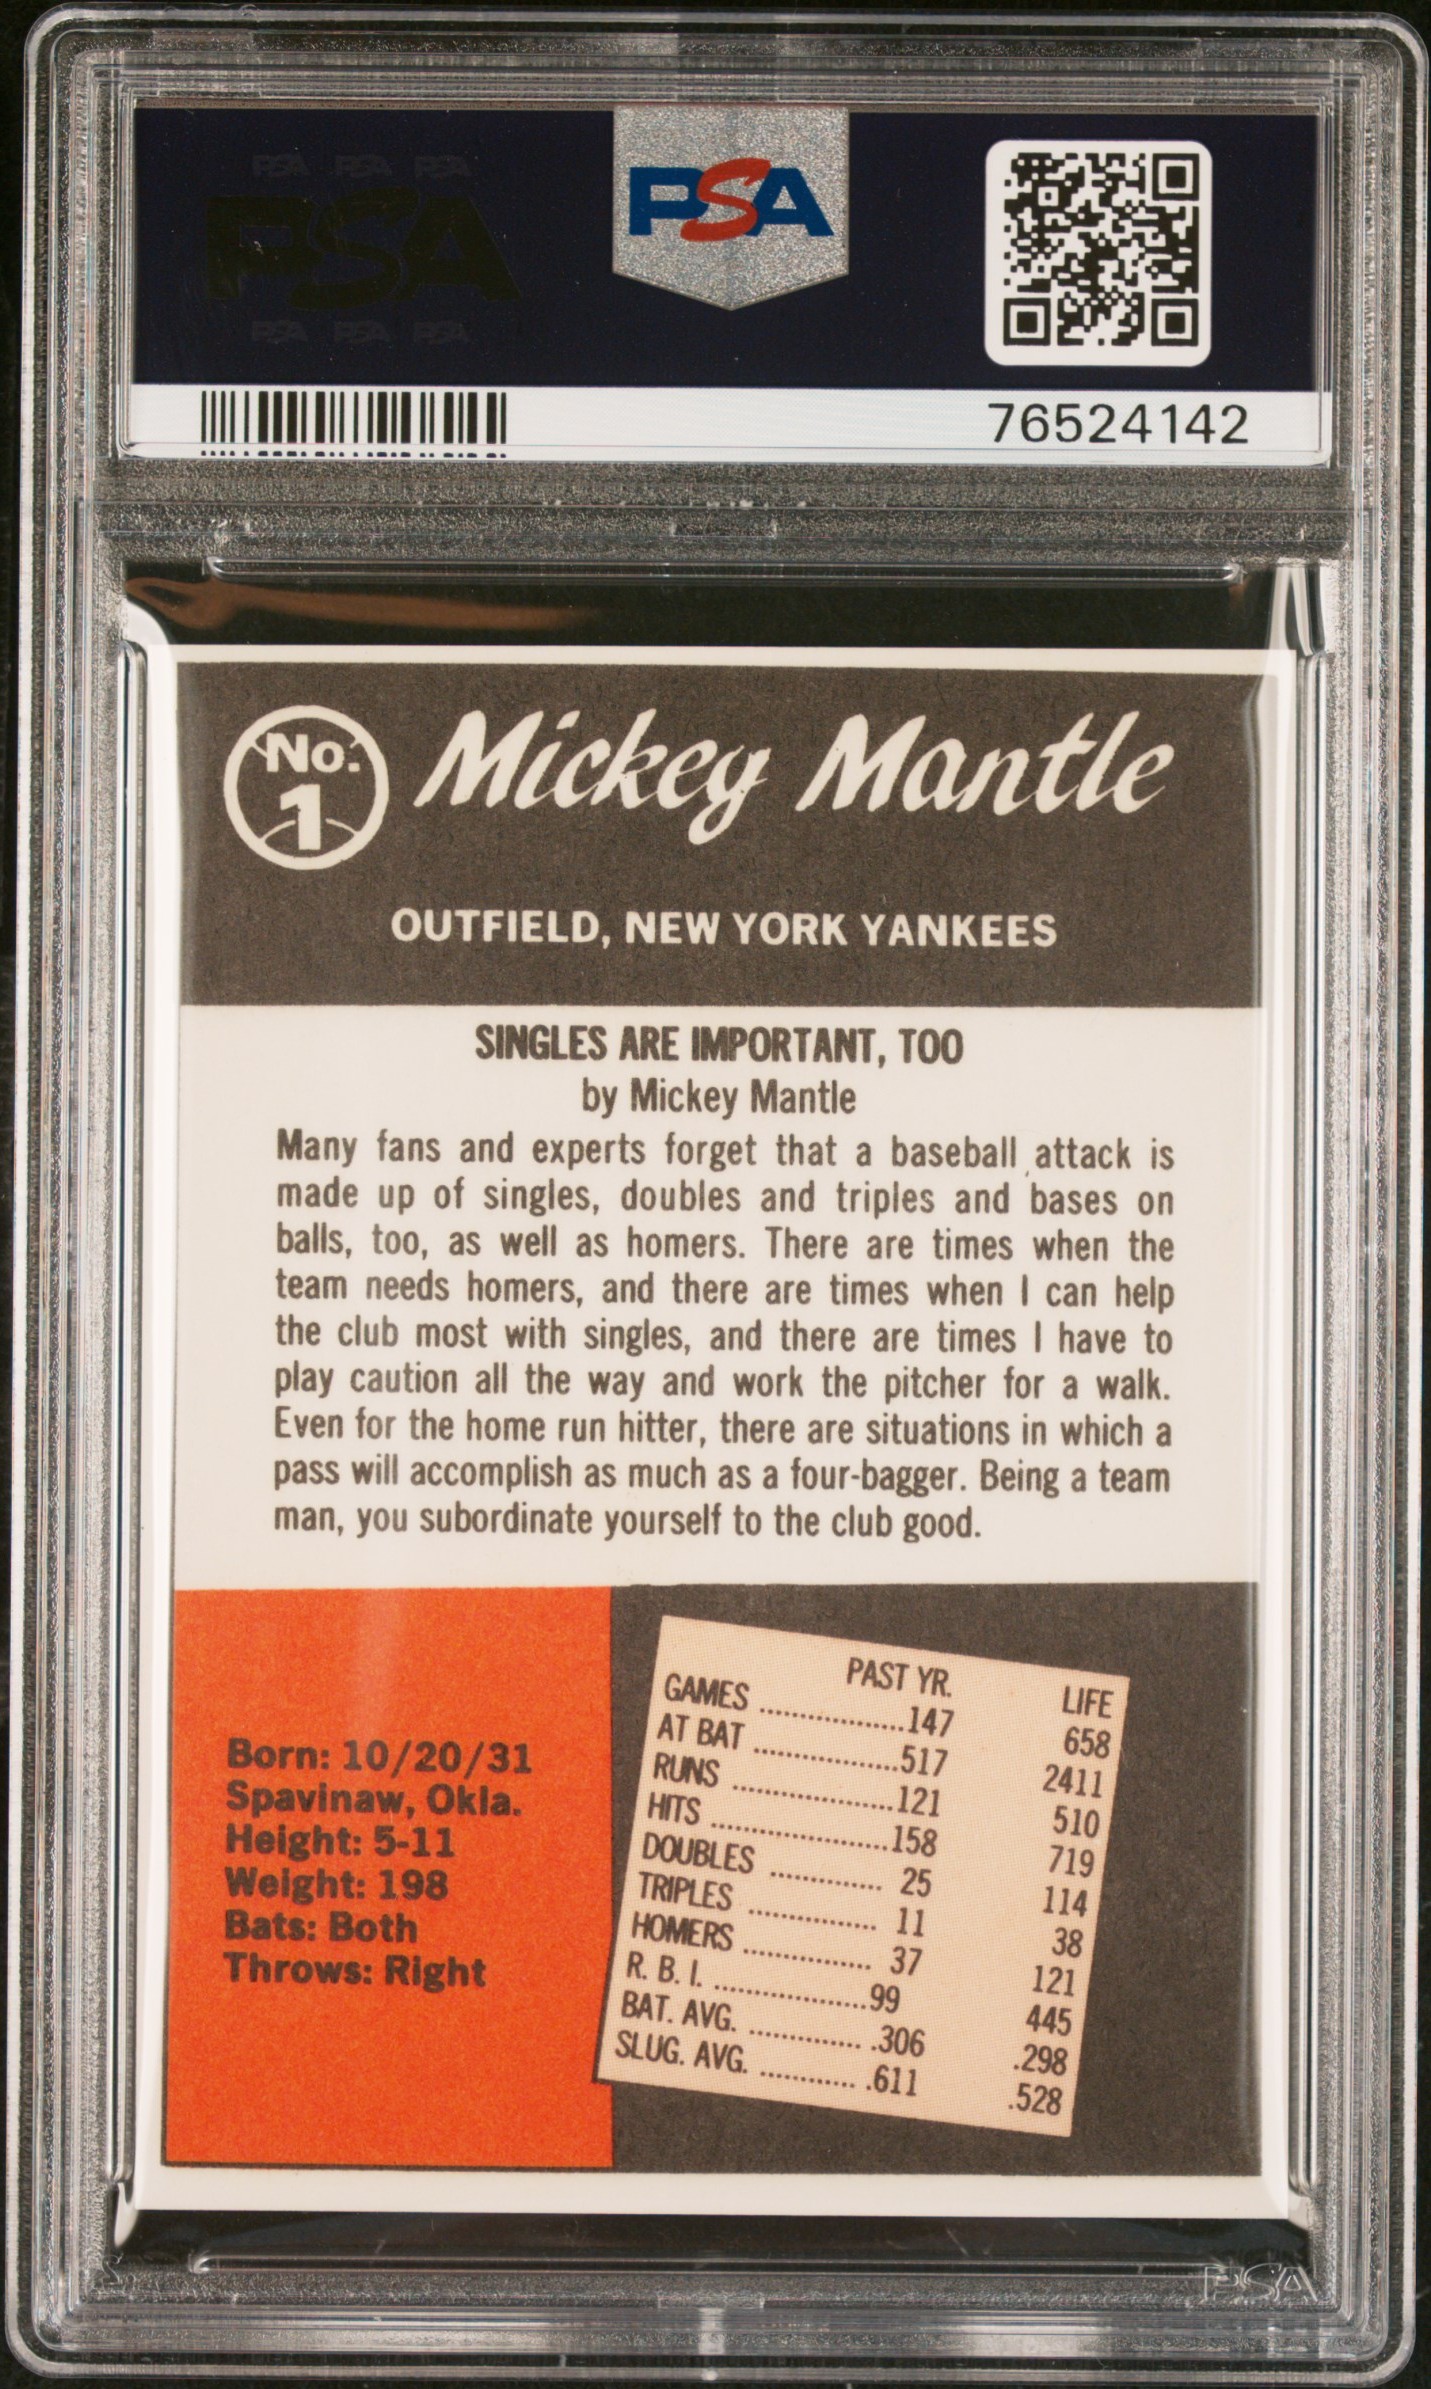 PSA PSA PSA
PSA
PSA PSA PSA
PSA
76524142
No. 1
Mickey Mantle
OUTFIELD, NEW YORK YANKEES
SINGLES ARE IMPORTANT, TOO
by Mickey Mantle
Many fans and experts forget that a baseball attack is
made up of singles, doubles and triples and bases on
balls, too, as well as homers. There are times when the
team needs homers, and there are times when I can help
the club most with singles, and there are times I have to
play caution all the way and work the pitcher for a walk.
Even for the home run hitter, there are situations in which a
pass will accomplish as much as a four-bagger. Being a team
man, you subordinate yourself to the club good.
Born: 10/20/31
Spavinaw, Okla.
Height: 5-11
Weight: 198
Bats: Both
Throws: Right
PAST YR. LIFE
GAMES ..................147 658
AT BAT ..................517 2411
RUNS ....................121 510
HITS ......................158 719
DOUBLES .............. 25 114
TRIPLES ................ 11 38
HOMERS ................ 37 121
R. B. I. ...................99 445
BAT. AVG. .............. .306 .298
SLUG. AVG. ............ .611 .528
PSA